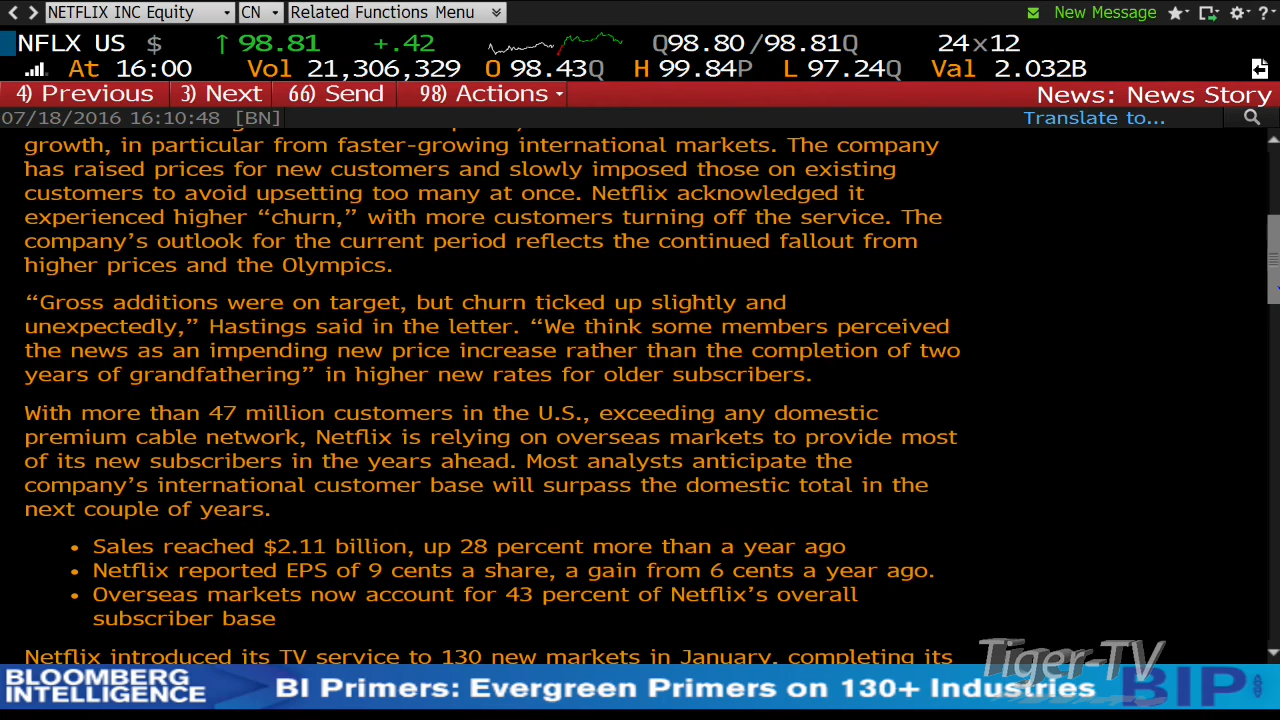 NETFLIX INC Equity CN Related Functions Menu New Message ?
NFLX US $ ↑ 98.81 +.42 Q98.80 /98.81Q 24x12
At 16:00 Vol 21,306,329 O 98.43Q H 99.84P L 97.24Q Val 2.032B
4) Previous 3) Next 66) Send 98) Actions News: News Story
07/18/2016 16:10:48 [BN] Translate to...
growth, in particular from faster-growing international markets. The company
has raised prices for new customers and slowly imposed those on existing
customers to avoid upsetting too many at once. Netflix acknowledged it
experienced higher “churn,” with more customers turning off the service. The
company’s outlook for the current period reflects the continued fallout from
higher prices and the Olympics.
“Gross additions were on target, but churn ticked up slightly and
unexpectedly,” Hastings said in the letter. “We think some members perceived
the news as an impending new price increase rather than the completion of two
years of grandfathering” in higher new rates for older subscribers.
With more than 47 million customers in the U.S., exceeding any domestic
premium cable network, Netflix is relying on overseas markets to provide most
of its new subscribers in the years ahead. Most analysts anticipate the
company’s international customer base will surpass the domestic total in the
next couple of years.
• Sales reached $2.11 billion, up 28 percent more than a year ago
• Netflix reported EPS of 9 cents a share, a gain from 6 cents a year ago.
• Overseas markets now account for 43 percent of Netflix’s overall
subscriber base
Netflix introduced its TV service to 130 new markets in January, completing its
Tiger-TV
BLOOMBERG
INTELLIGENCE
BI Primers: Evergreen Primers on 130+ Industries
BIP